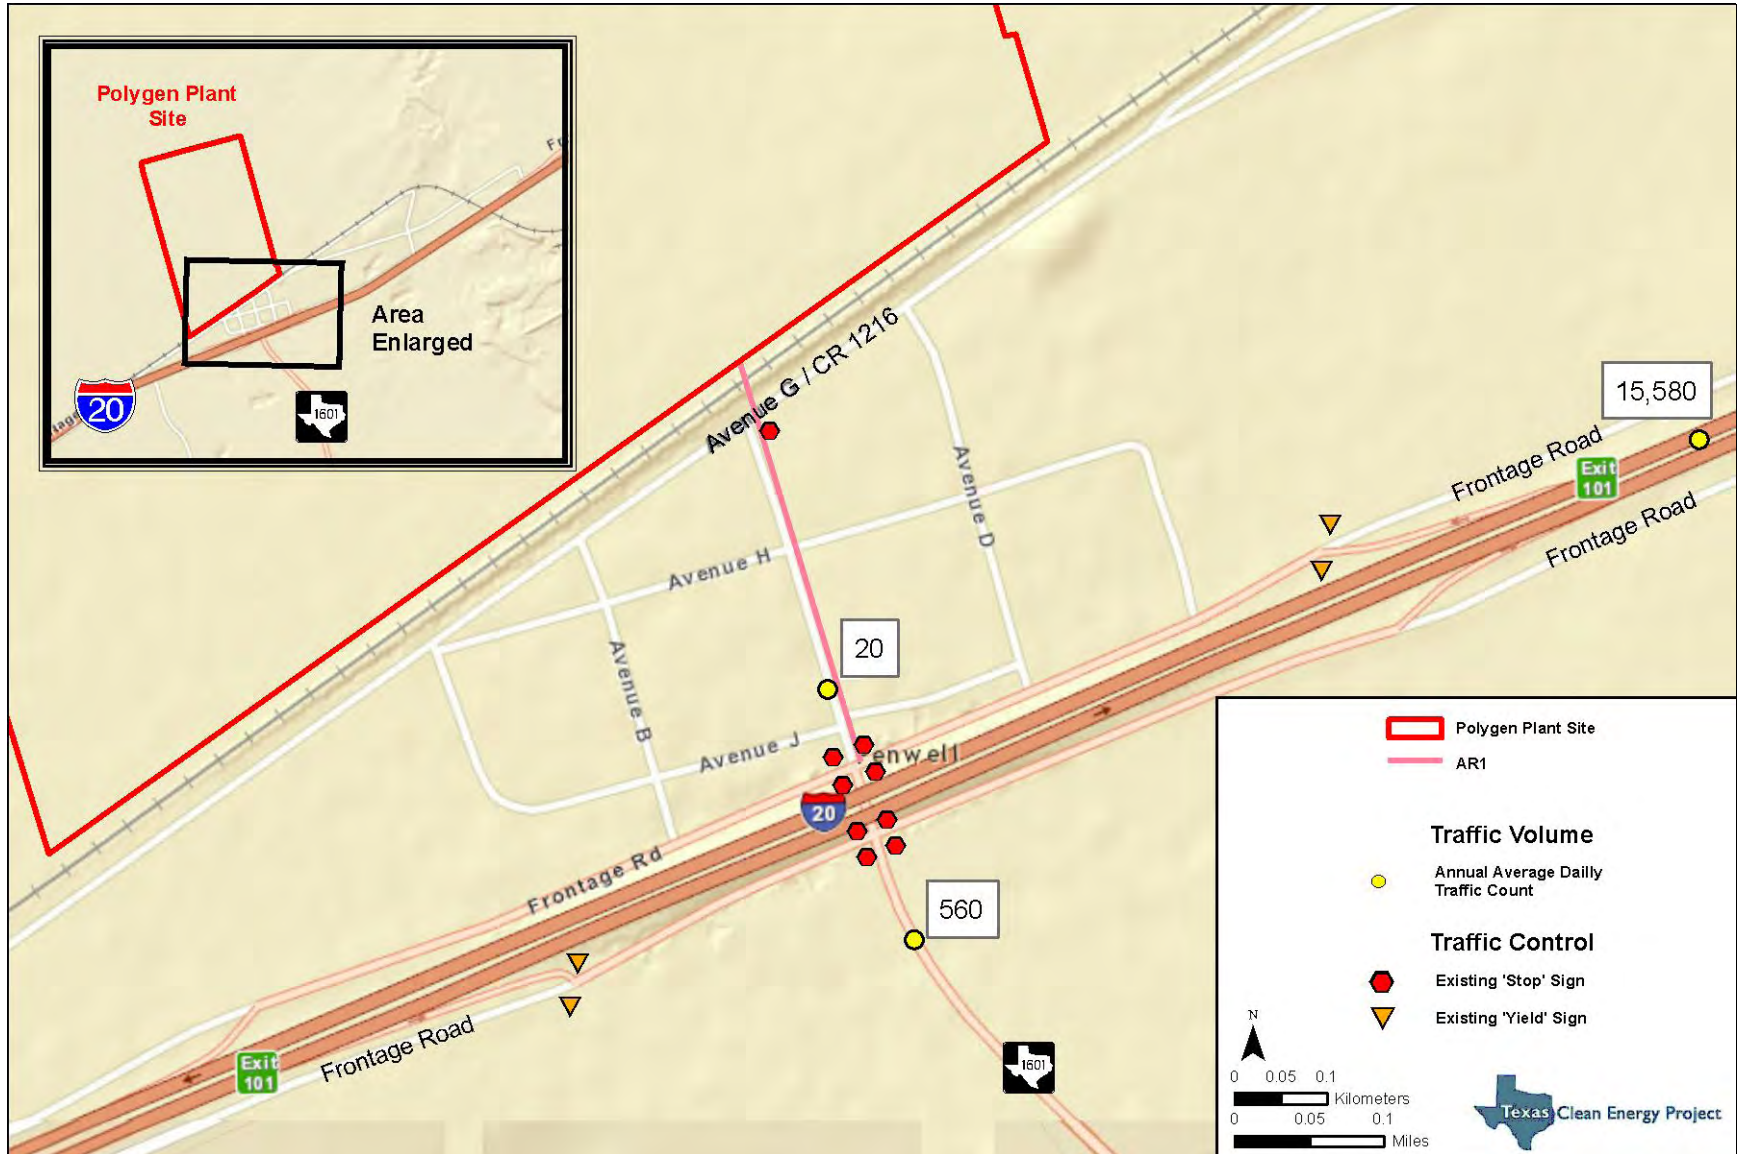 Polygen Plant
Site
Area
Enlarged
20
1601
Avenue G / CR 1216
Avenue D
Avenue H
Avenue B
Avenue J
15,580
Frontage Road
Exit
101
Frontage Road
20
enwell
20
Frontage Rd
560
Frontage Road
Exit
101
1601
Polygen Plant Site
AR1
Traffic Volume
Annual Average Dailly
Traffic Count
Traffic Control
Existing 'Stop' Sign
Existing 'Yield' Sign
N
0 0.05 0.1
Kilometers
0 0.05 0.1
Miles
Texas Clean Energy Project